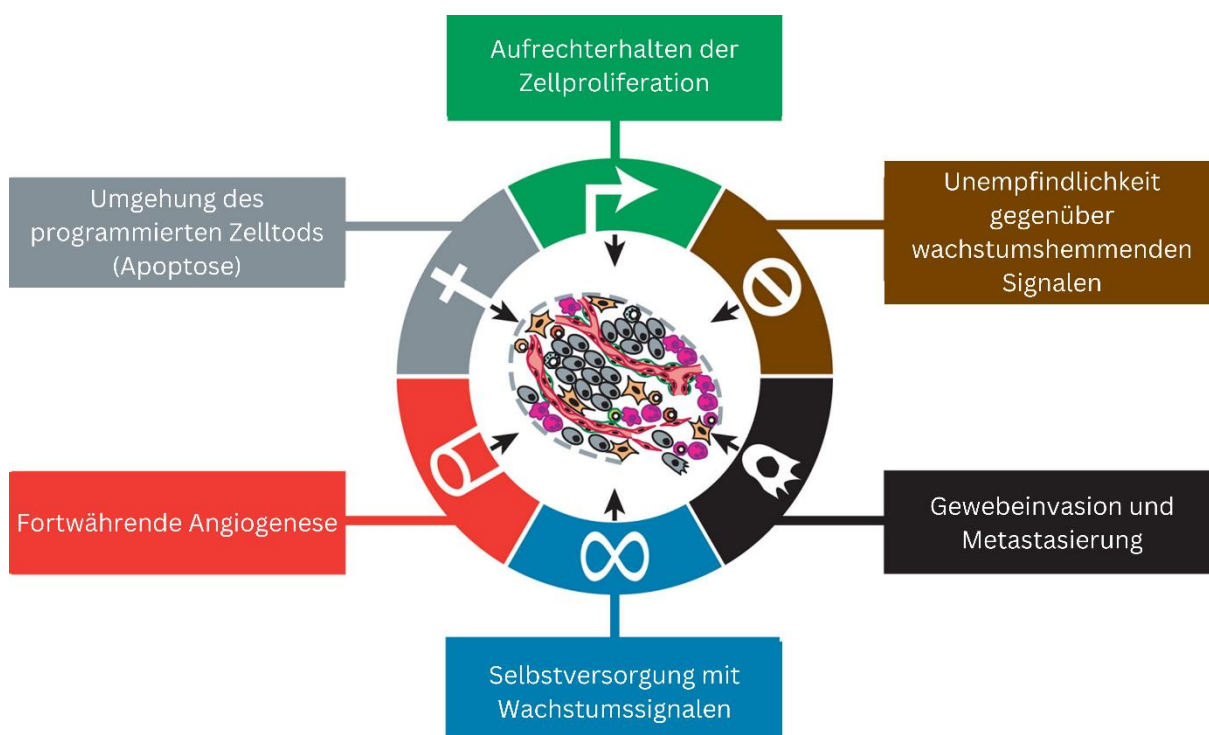 Aufrechterhalten der
Zellproliferation
Umgehung des
programmierten Zelltods
(Apoptose)
Unempfindlichkeit
gegenüber
wachstumshemmenden
Signalen
Fortwährende Angiogenese
Gewebeinvasion und
Metastasierung
Selbstversorgung mit
Wachstumssignalen